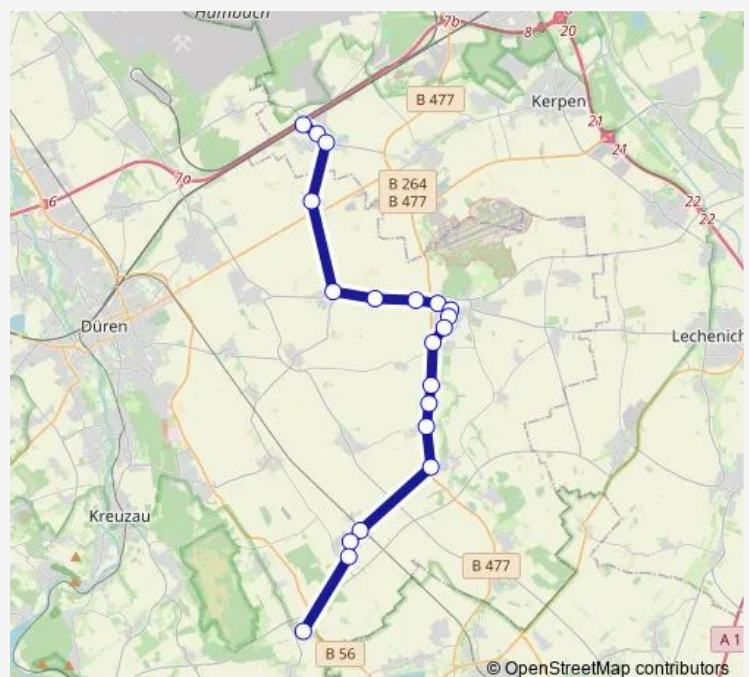 Hambach
7b
8
20
B 477
Kerpen
21
21
6
7a
B 264
B 477
22
22
Düren
Lechenich
Kreuzau
B 477
B 56
A 1
© OpenStreetMap contributors